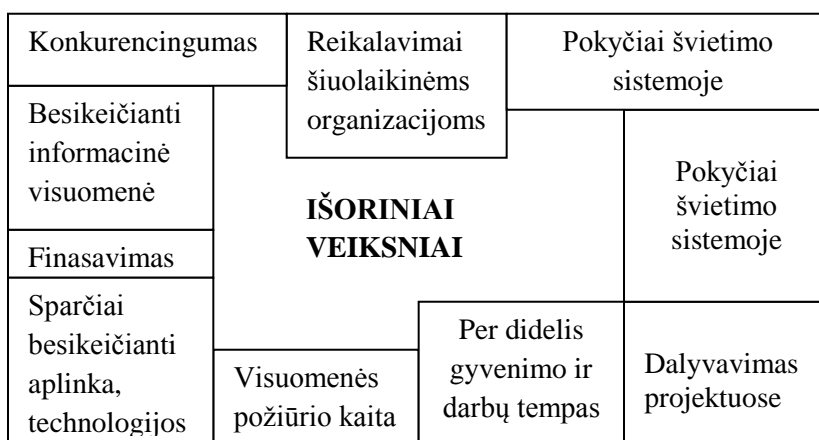 Konkurencingumas
Reikalavimai
šiuolaikinėms
organizacijoms
Pokyčiai švietimo
sistemoje
Besikeičianti
informacinė
visuomenė
Pokyčiai
švietimo
sistemoje
IŠORINIAI
VEIKSNIAI
Finasavimas
Sparčiai
besikeičianti
aplinka,
technologijos
Visuomenės
požiūrio kaita
Per didelis
gyvenimo ir
darbų tempas
Dalyvavimas
projektuose